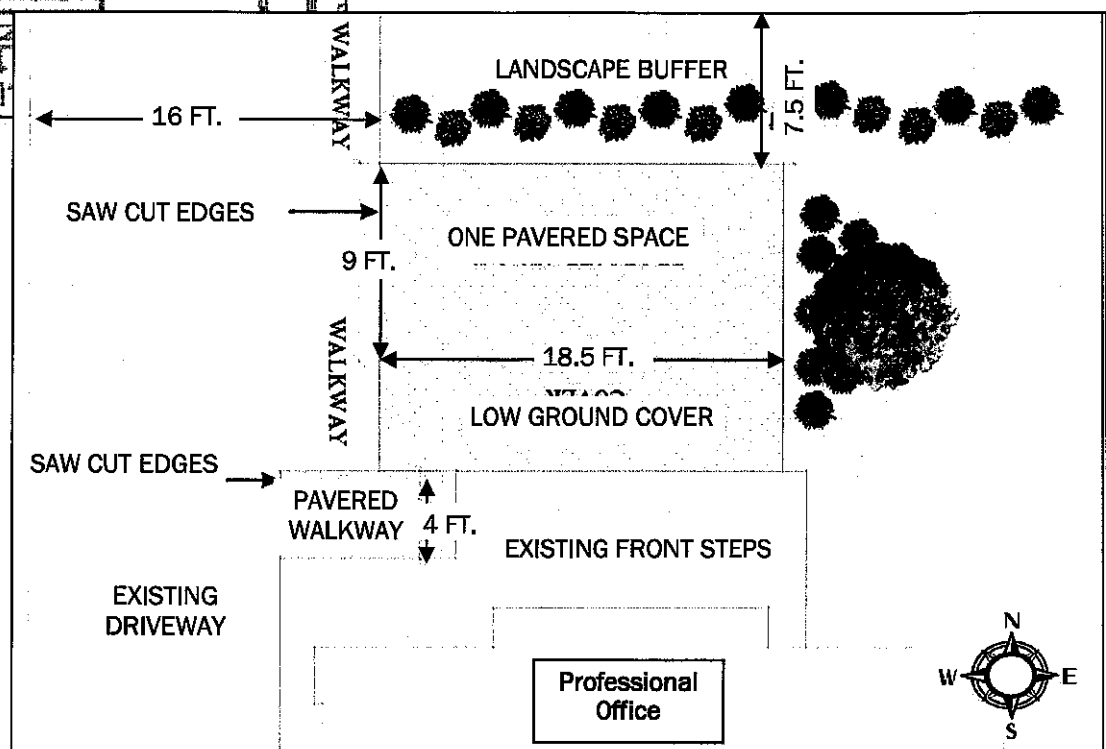 WALKWAY
LANDSCAPE BUFFER
7.5 FT.
16 FT.
SAW CUT EDGES
ONE PAVERED SPACE
9 FT.
WALKWAY
18.5 FT.
LOW GROUND COVER
SAW CUT EDGES
PAVERED
WALKWAY
4 FT.
EXISTING FRONT STEPS
EXISTING
DRIVEWAY
N
W
E
S
Professional
Office